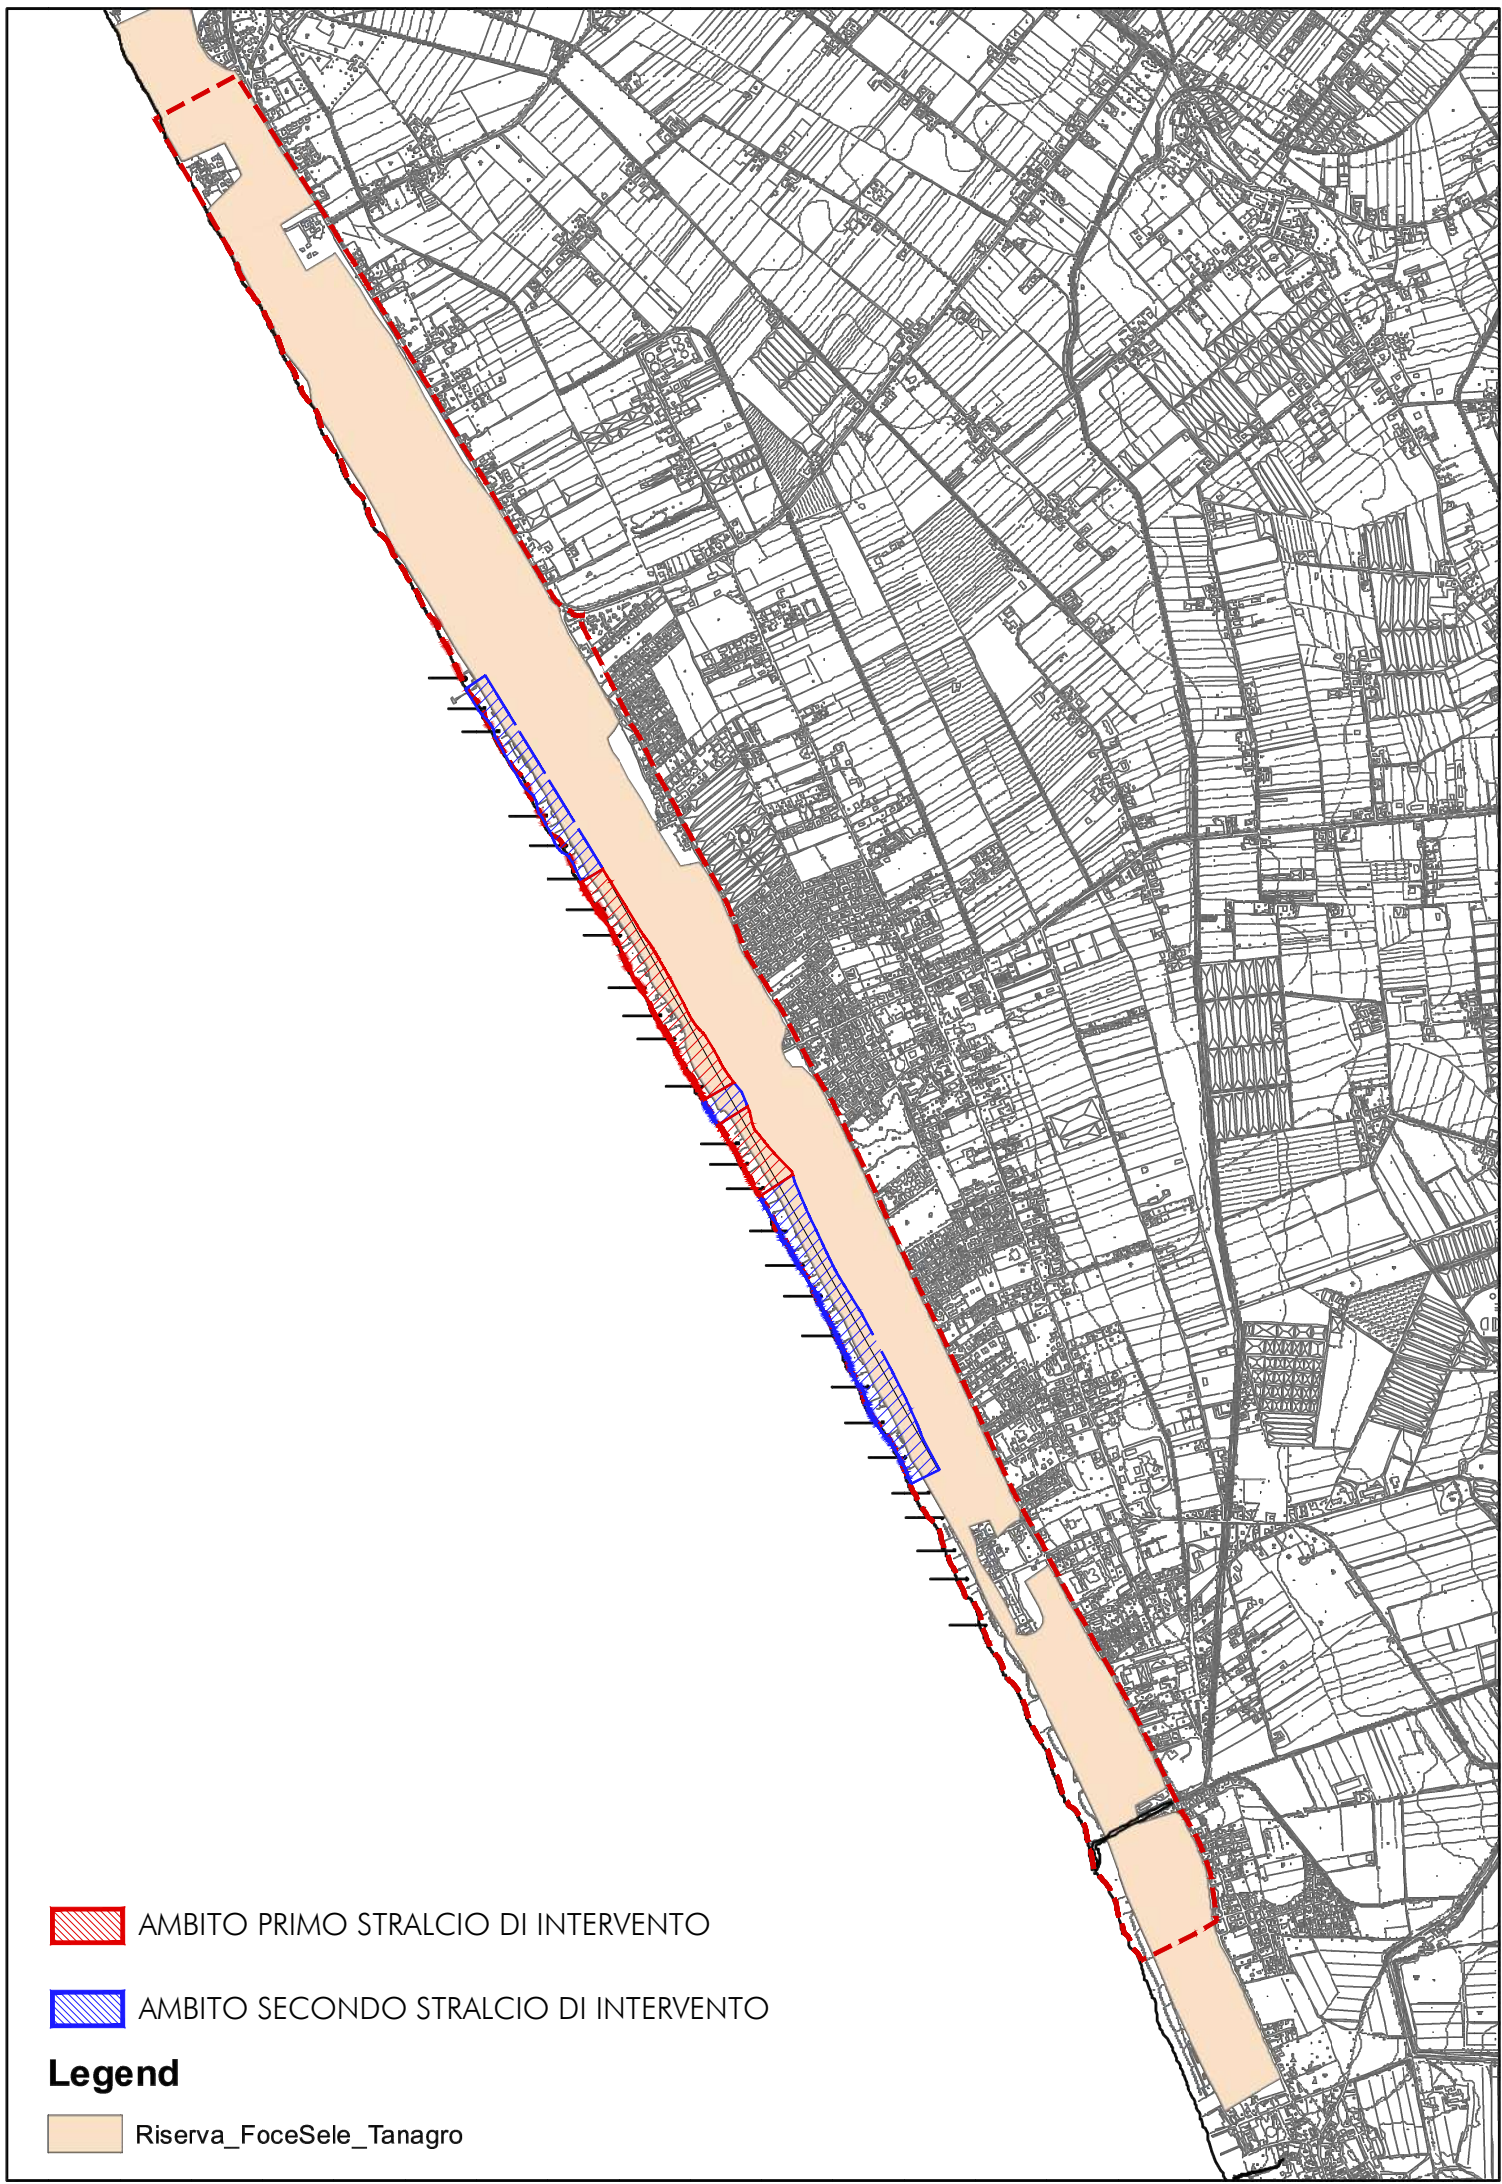 AMBITO PRIMO STRALCIO DI INTERVENTO
AMBITO SECONDO STRALCIO DI INTERVENTO
Legend
Riserva_FoceSele_Tanagro